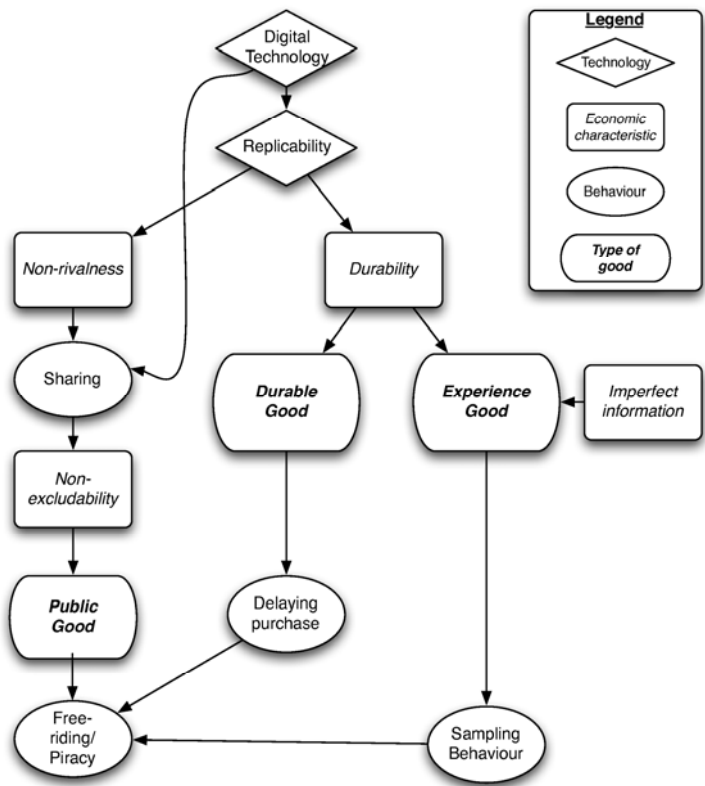 Digital
Technology
Replicability
Non-rivalness
Durability
Sharing
Durable
Good
Experience
Good
Imperfect
information
Non-
excludability
Public
Good
Delaying
purchase
Free-
riding/
Piracy
Sampling
Behaviour
Legend
Technology
Economic
characteristic
Behaviour
Type of
good